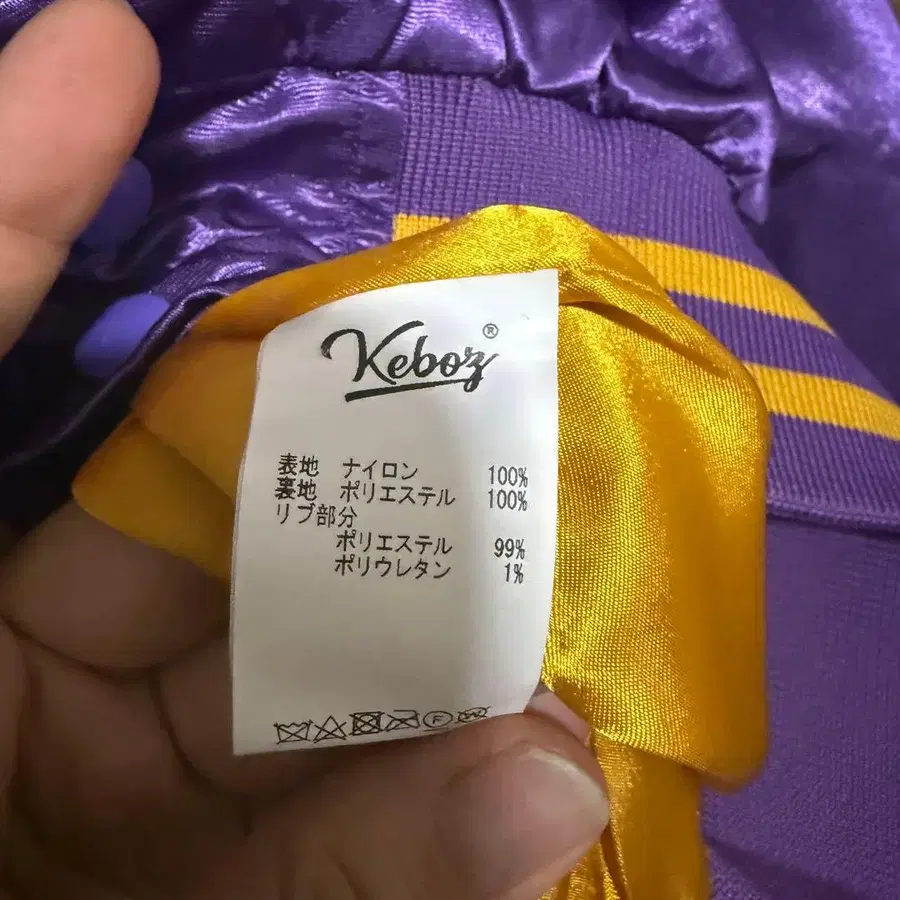 Keboz®
表地 ナイロン 100%
裏地 ポリエステル 100%
リブ部分
ポリエステル 99%
ポリウレタン 1%
F W